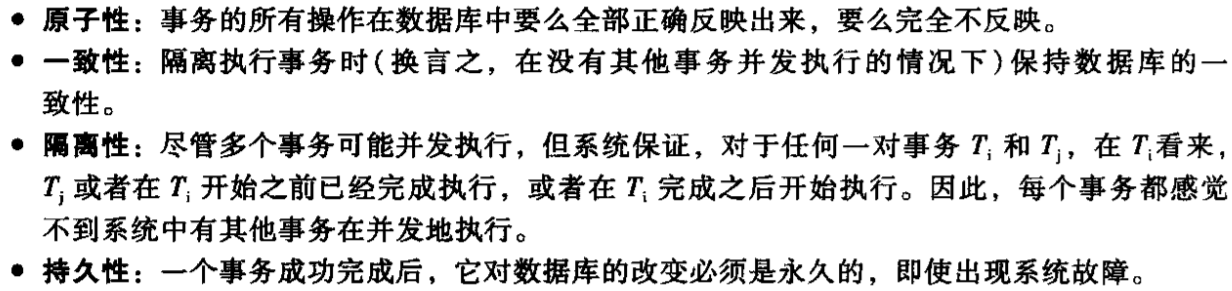 • 原子性：事务的所有操作在数据库中要么全部正确反映出来，要么完全不反映。
• 一致性：隔离执行事务时(换言之，在没有其他事务并发执行的情况下)保持数据库的一
致性。
• 隔离性：尽管多个事务可能并发执行，但系统保证，对于任何一对事务 Tᵢ 和 Tⱼ，在 Tᵢ看来，
Tⱼ 或者在 Tᵢ 开始之前已经完成执行，或者在 Tᵢ 完成之后开始执行。因此，每个事务都感觉
不到系统中有其他事务在并发地执行。
• 持久性：一个事务成功完成后，它对数据库的改变必须是永久的，即使出现系统故障。